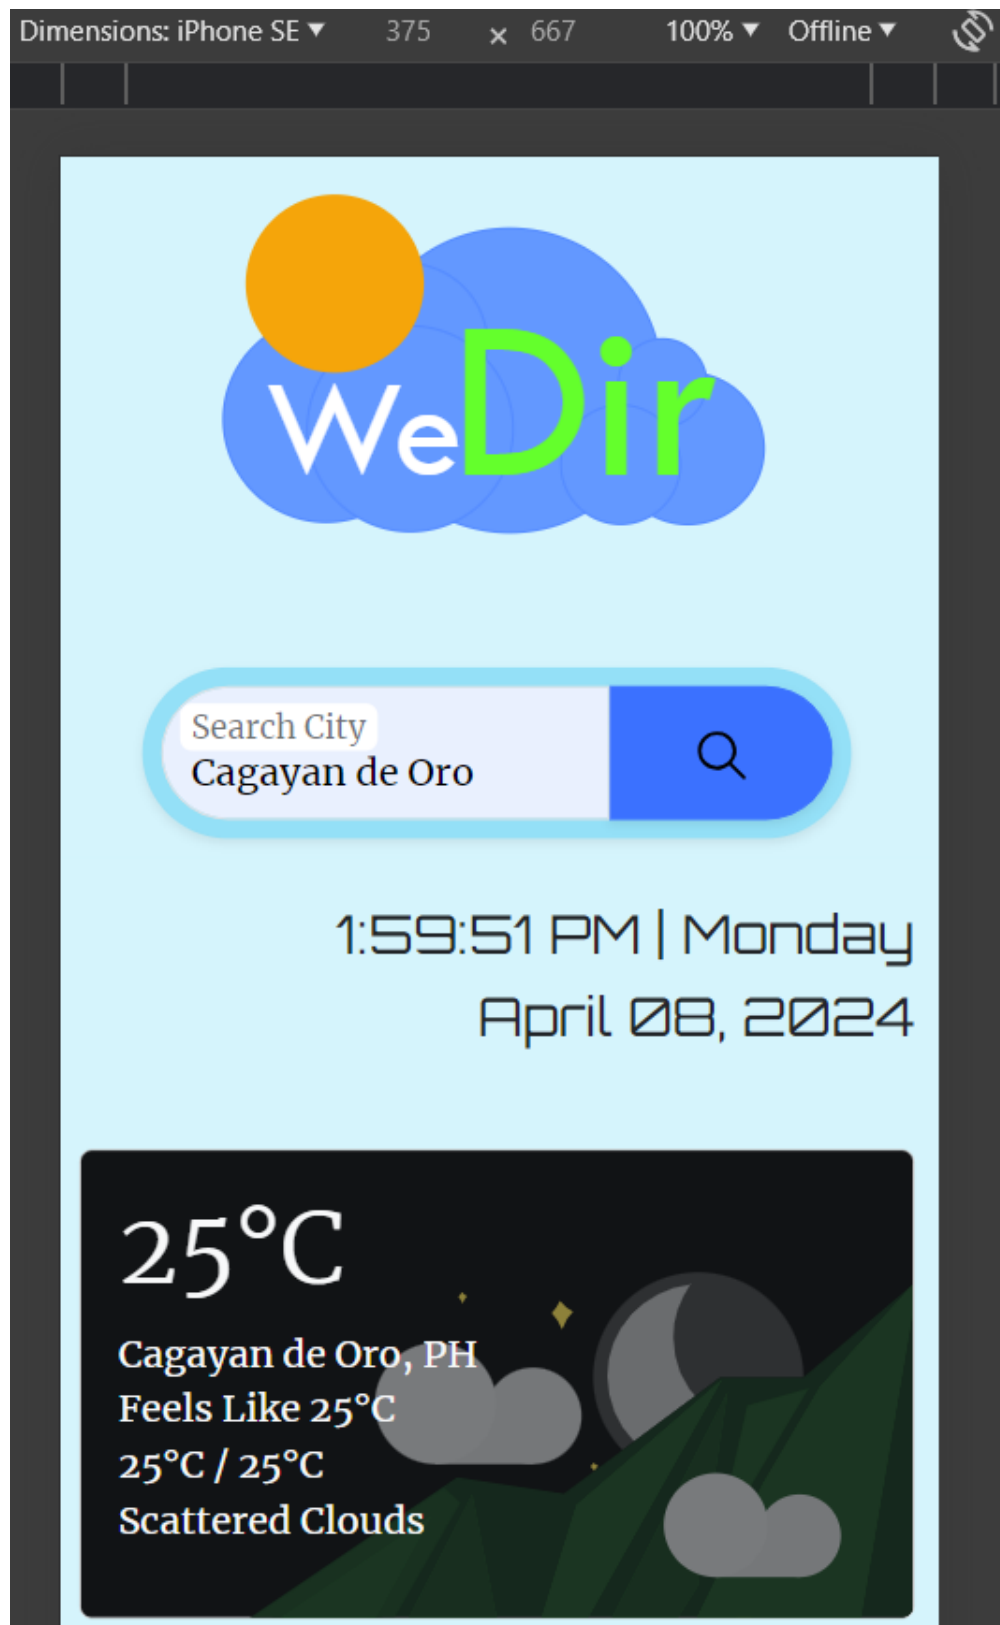 Dimensions: iPhone SE ▼ 375 × 667 100% ▼ Offline ▼
WeDir
Search City
Cagayan de Oro
1:59:51 PM | Monday
April 08, 2024
25°C
Cagayan de Oro, PH
Feels Like 25°C
25°C / 25°C
Scattered Clouds